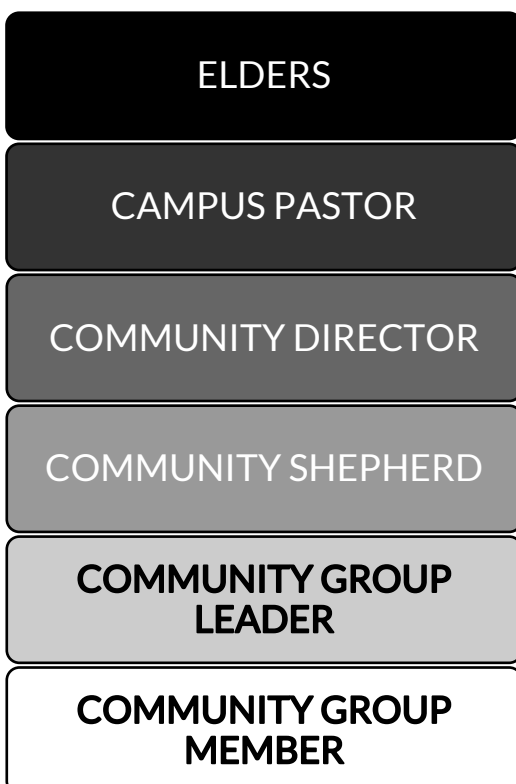 ELDERS
CAMPUS PASTOR
COMMUNITY DIRECTOR
COMMUNITY SHEPHERD
COMMUNITY GROUP
LEADER
COMMUNITY GROUP
MEMBER